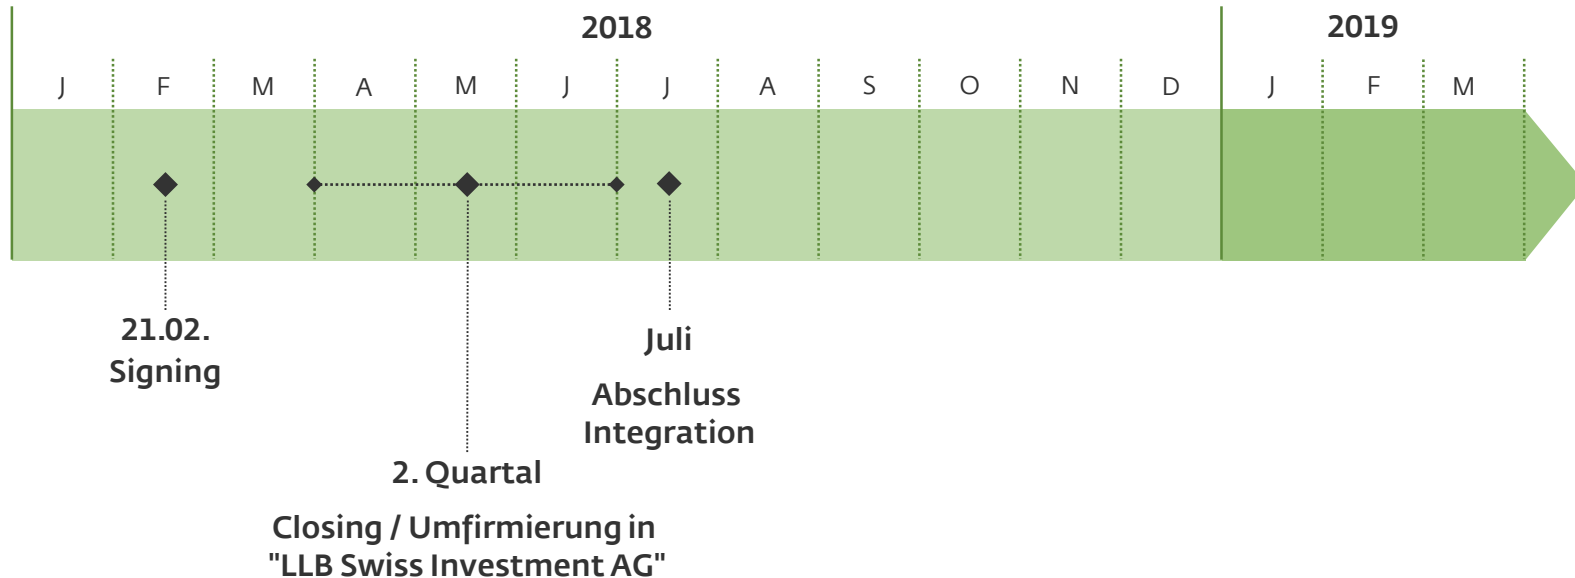 2018
2019
J F M A M J J A S O N D J F M
21.02.
Signing
Juli
Abschluss
Integration
2. Quartal
Closing / Umfirmierung in
"LLB Swiss Investment AG"